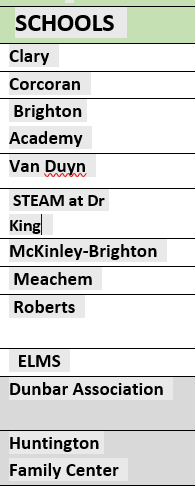 SCHOOLS
Clary
Corcoran
Brighton
Academy
Van Duyn
STEAM at Dr
King
McKinley-Brighton
Meachem
Roberts
ELMS
Dunbar Association
Huntington
Family Center